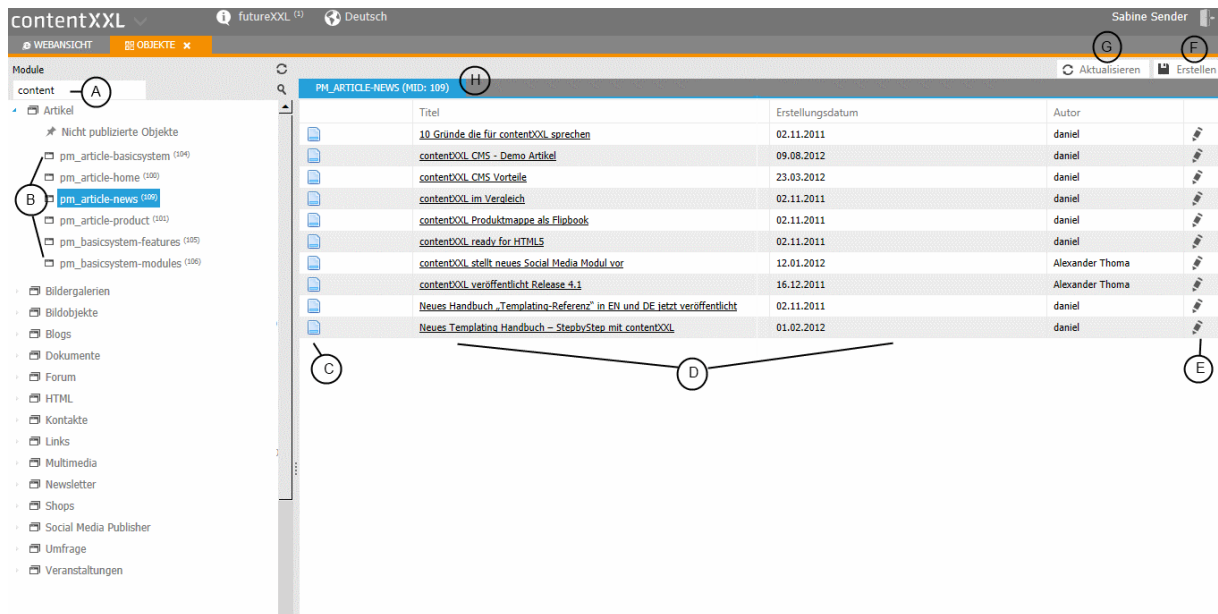 contentXXL futureXXL (1) Deutsch Sabine Sender
WEBANSICHT OBJEKTE x G F
Module Aktualisieren Erstellen
content A PM_ARTICLE-NEWS (MID: 109) H
Artikel Titel Erstellungsdatum Autor
Nicht publizierte Objekte 10 Gründe die für contentXXL sprechen 02.11.2011 daniel
pm_article-basicsystem (104) contentXXL CMS - Demo Artikel 09.08.2012 daniel
pm_article-home (100) contentXXL CMS Vorteile 23.03.2012 daniel
B pm_article-news (109) contentXXL im Vergleich 02.11.2011 daniel
pm_article-product (101) contentXXL Produktmappe als Flipbook 02.11.2011 daniel
pm_basicsystem-features (105) contentXXL ready for HTML5 02.11.2011 daniel
pm_basicsystem-modules (106) contentXXL stellt neues Social Media Modul vor 12.01.2012 Alexander Thoma
Bildergalerien contentXXL veröffentlicht Release 4.1 16.12.2011 Alexander Thoma
Bildobjekte Neues Handbuch „Templating-Referenz“ in EN und DE jetzt veröffentlicht 02.11.2011 daniel
Blogs Neues Templating Handbuch – StepbyStep mit contentXXL 01.02.2012 daniel
Dokumente C D E
Forum
HTML
Kontakte
Links
Multimedia
Newsletter
Shops
Social Media Publisher
Umfrage
Veranstaltungen